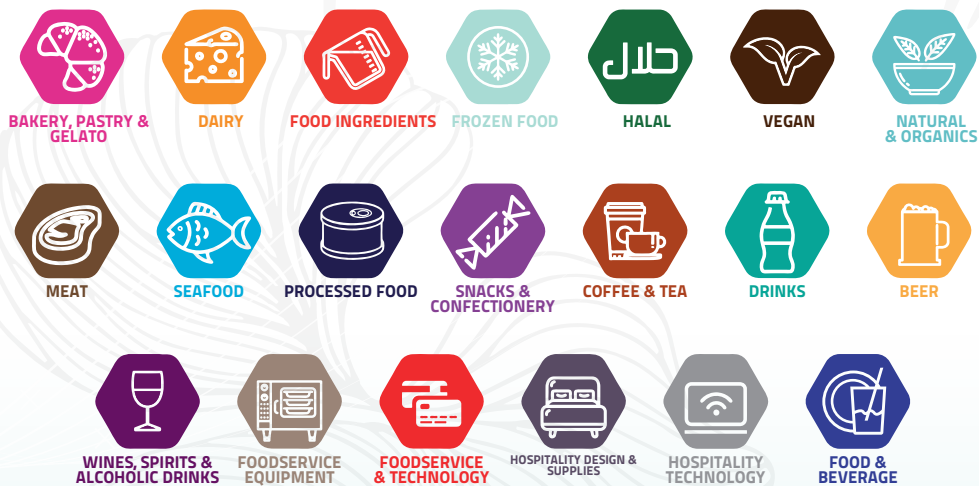 حلال
BAKERY, PASTRY &
GELATO
DAIRY
FOOD INGREDIENTS
FROZEN FOOD
HALAL
VEGAN
NATURAL
& ORGANICS
MEAT
SEAFOOD
PROCESSED FOOD
SNACKS &
CONFECTIONERY
COFFEE & TEA
DRINKS
BEER
WINES, SPIRITS &
ALCOHOLIC DRINKS
FOODSERVICE
EQUIPMENT
FOODSERVICE
& TECHNOLOGY
HOSPITALITY DESIGN &
SUPPLIES
HOSPITALITY
TECHNOLOGY
FOOD &
BEVERAGE